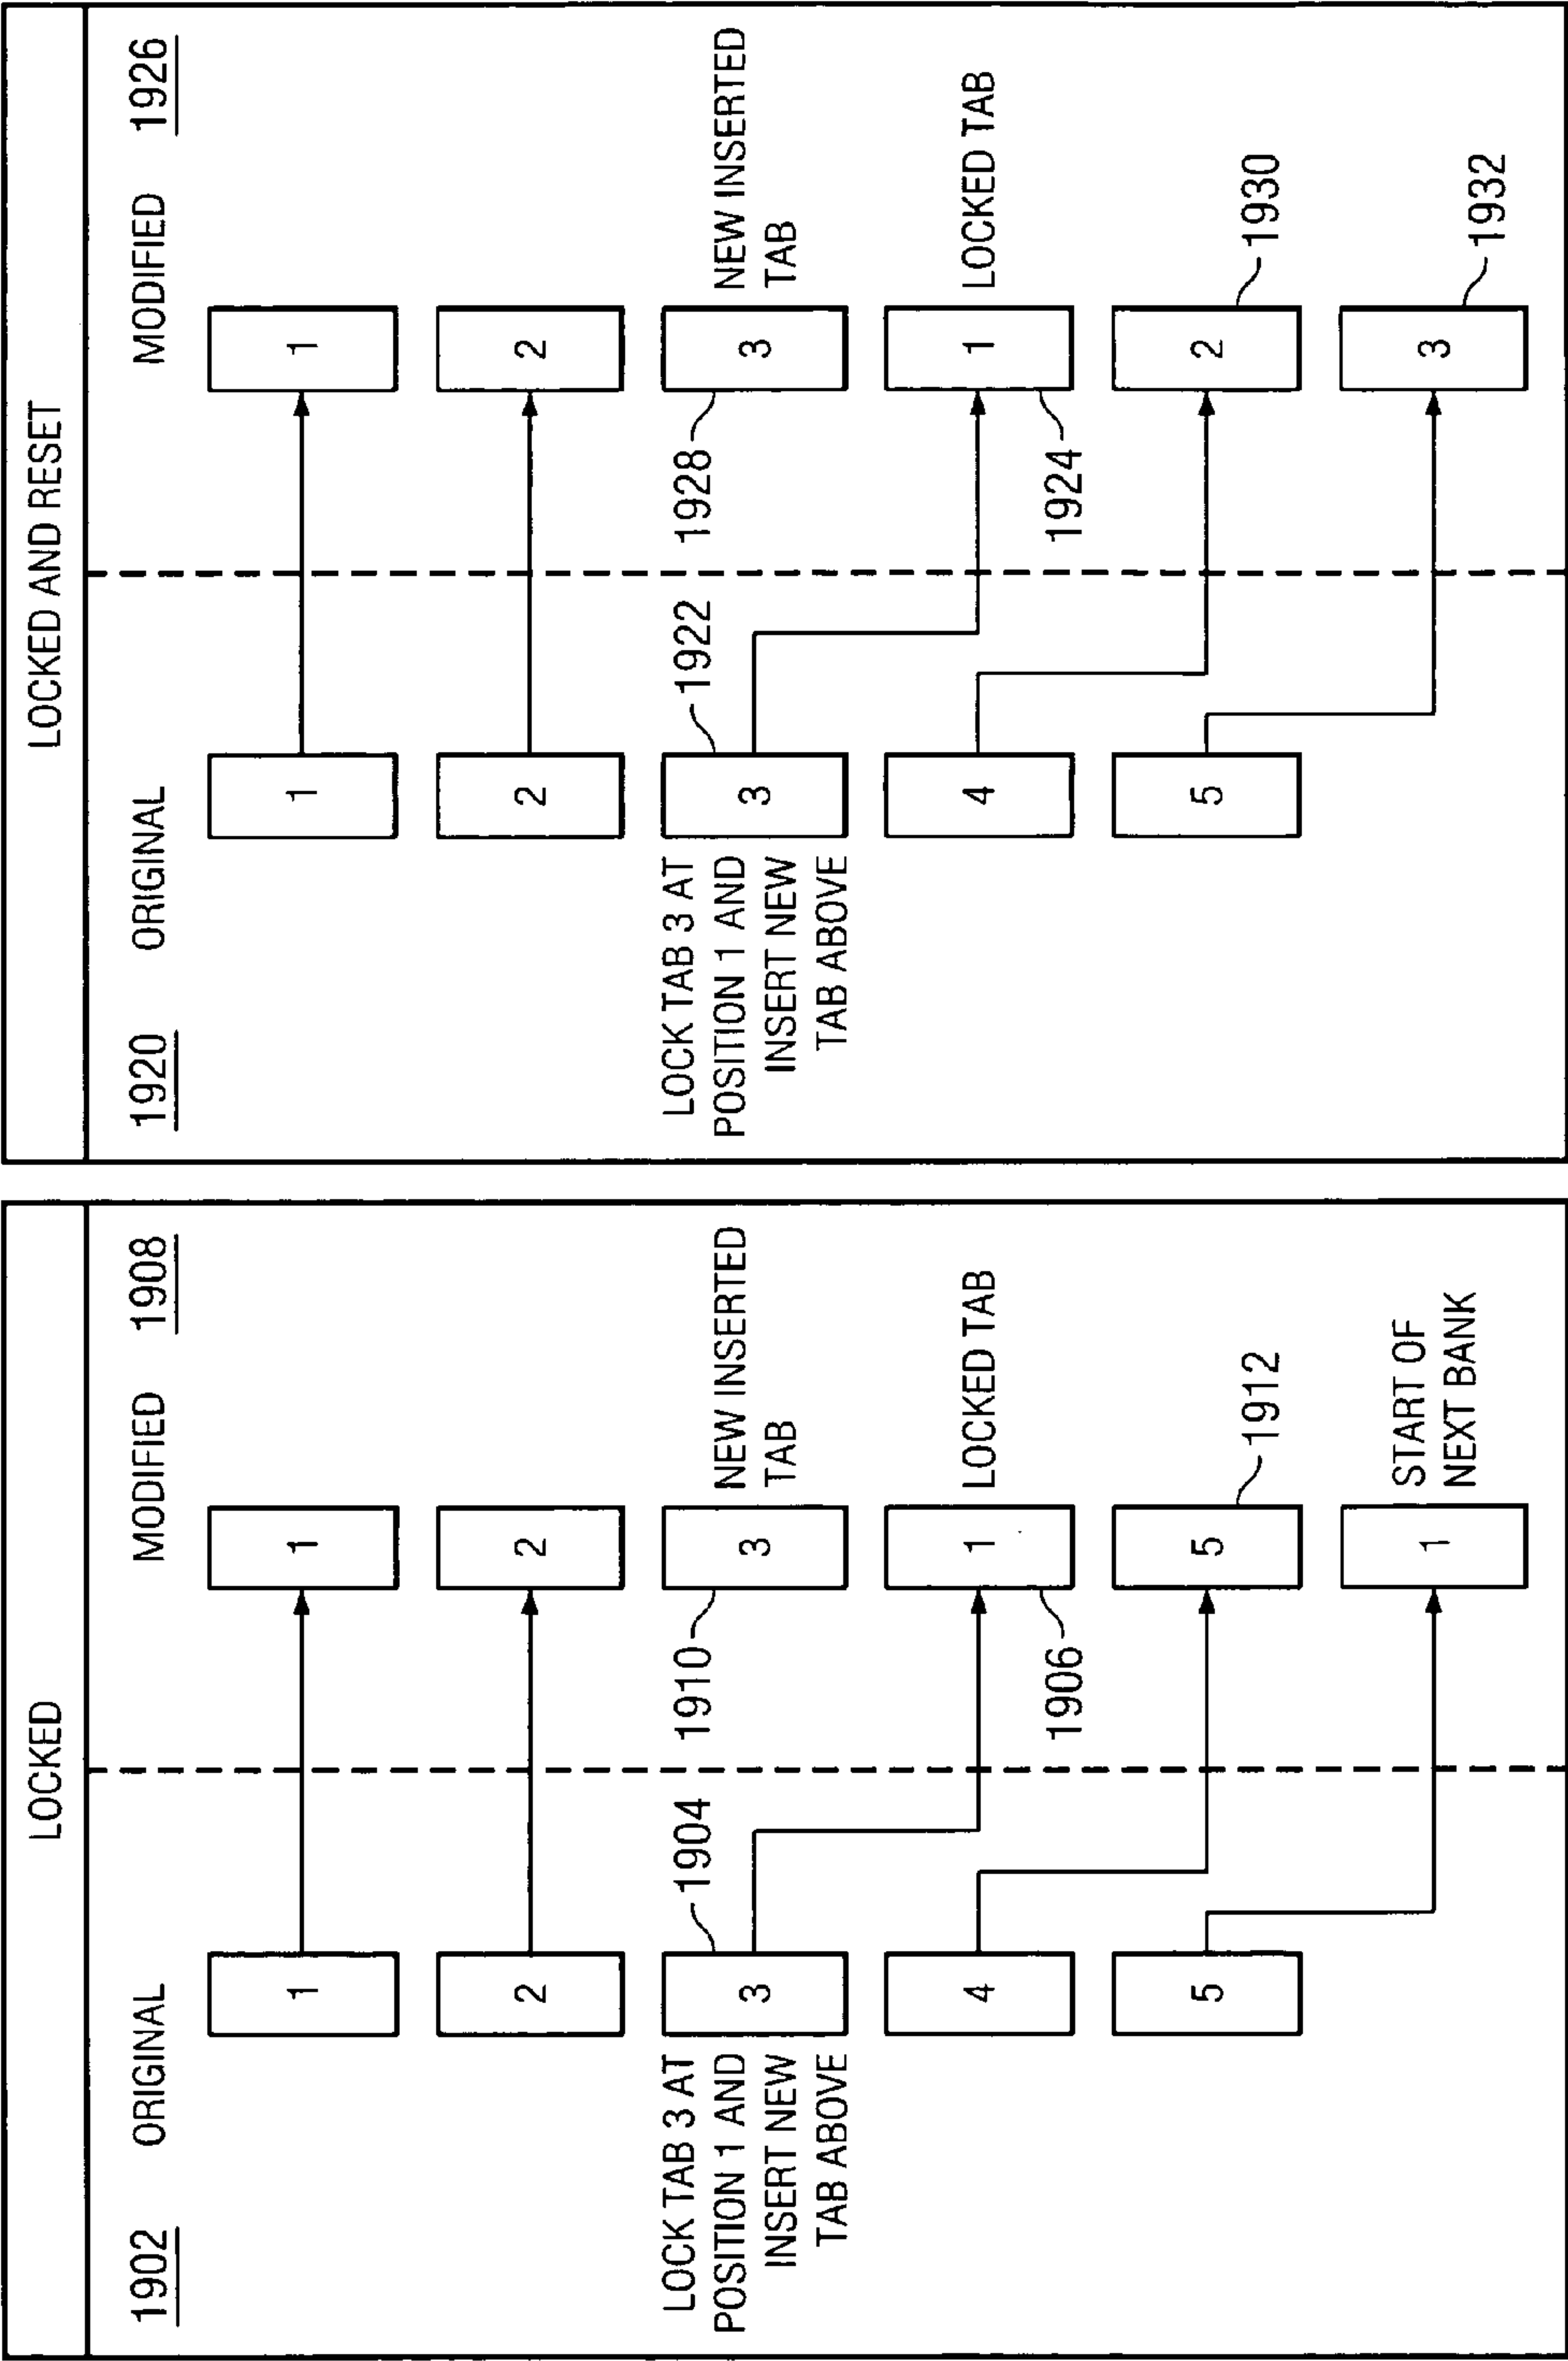 LOCKED
1902
ORIGINAL
MODIFIED
1908
1
1
2
2
LOCK TAB 3 AT
POSITION 1 AND
INSERT NEW
TAB ABOVE
3
1904
1910
3
NEW INSERTED
TAB
4
1906
1
LOCKED TAB
5
5
1912
1
START OF
NEXT BANK
LOCKED AND RESET
1920
ORIGINAL
MODIFIED
1926
1
1
2
2
LOCK TAB 3 AT
POSITION 1 AND
INSERT NEW
TAB ABOVE
3
1922
1928
3
NEW INSERTED
TAB
4
1924
1
LOCKED TAB
5
2
1930
3
1932